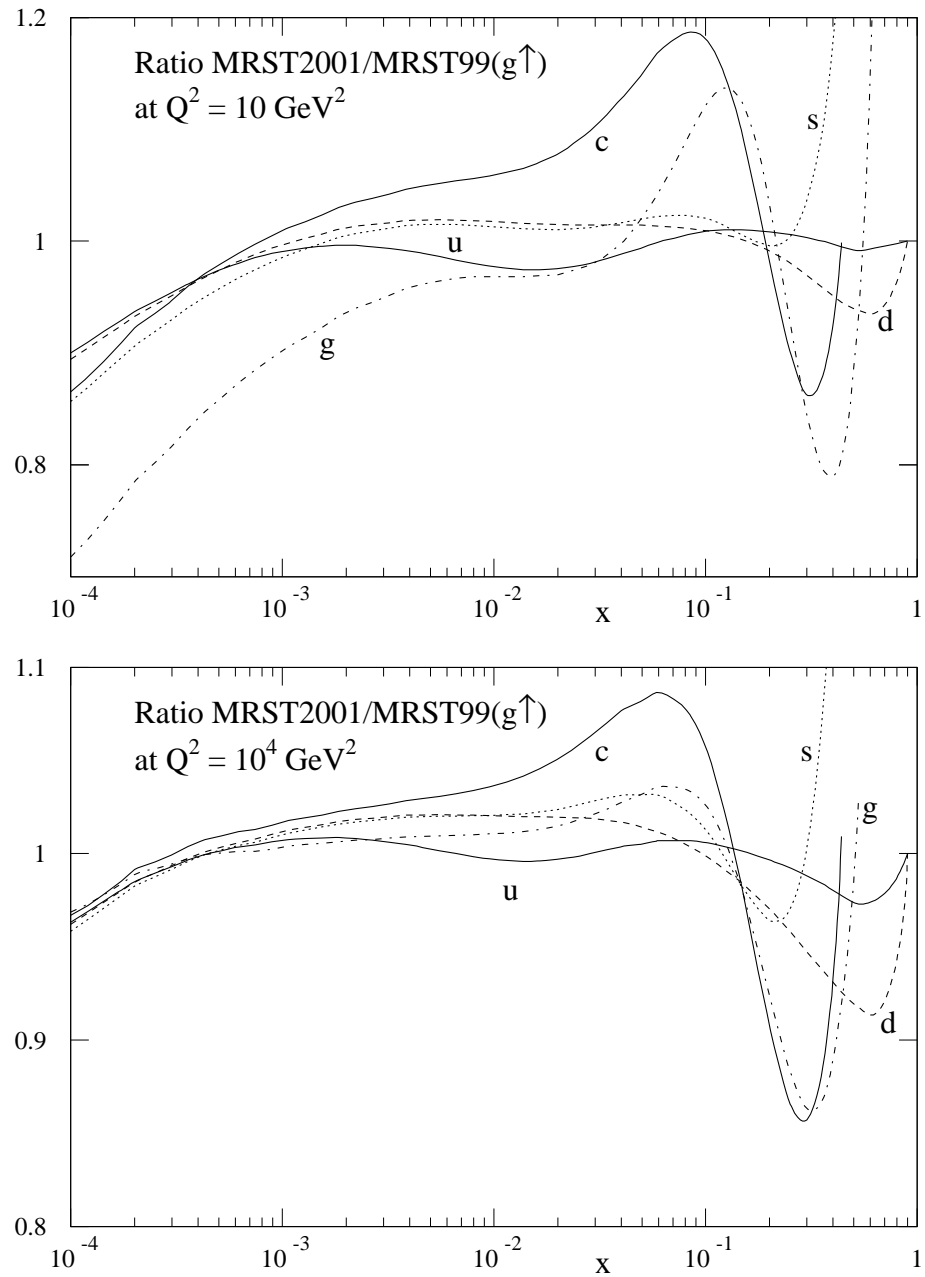 1.2
Ratio MRST2001/MRST99(g↑)
at Q² = 10 GeV²
s
c
1
u
d
g
0.8
10⁻⁴ 10⁻³ 10⁻² 10⁻¹ 1
x
1.1
Ratio MRST2001/MRST99(g↑)
at Q² = 10⁴ GeV²
c
s
g
1
u
d
0.9
0.8
10⁻⁴ 10⁻³ 10⁻² 10⁻¹ 1
x